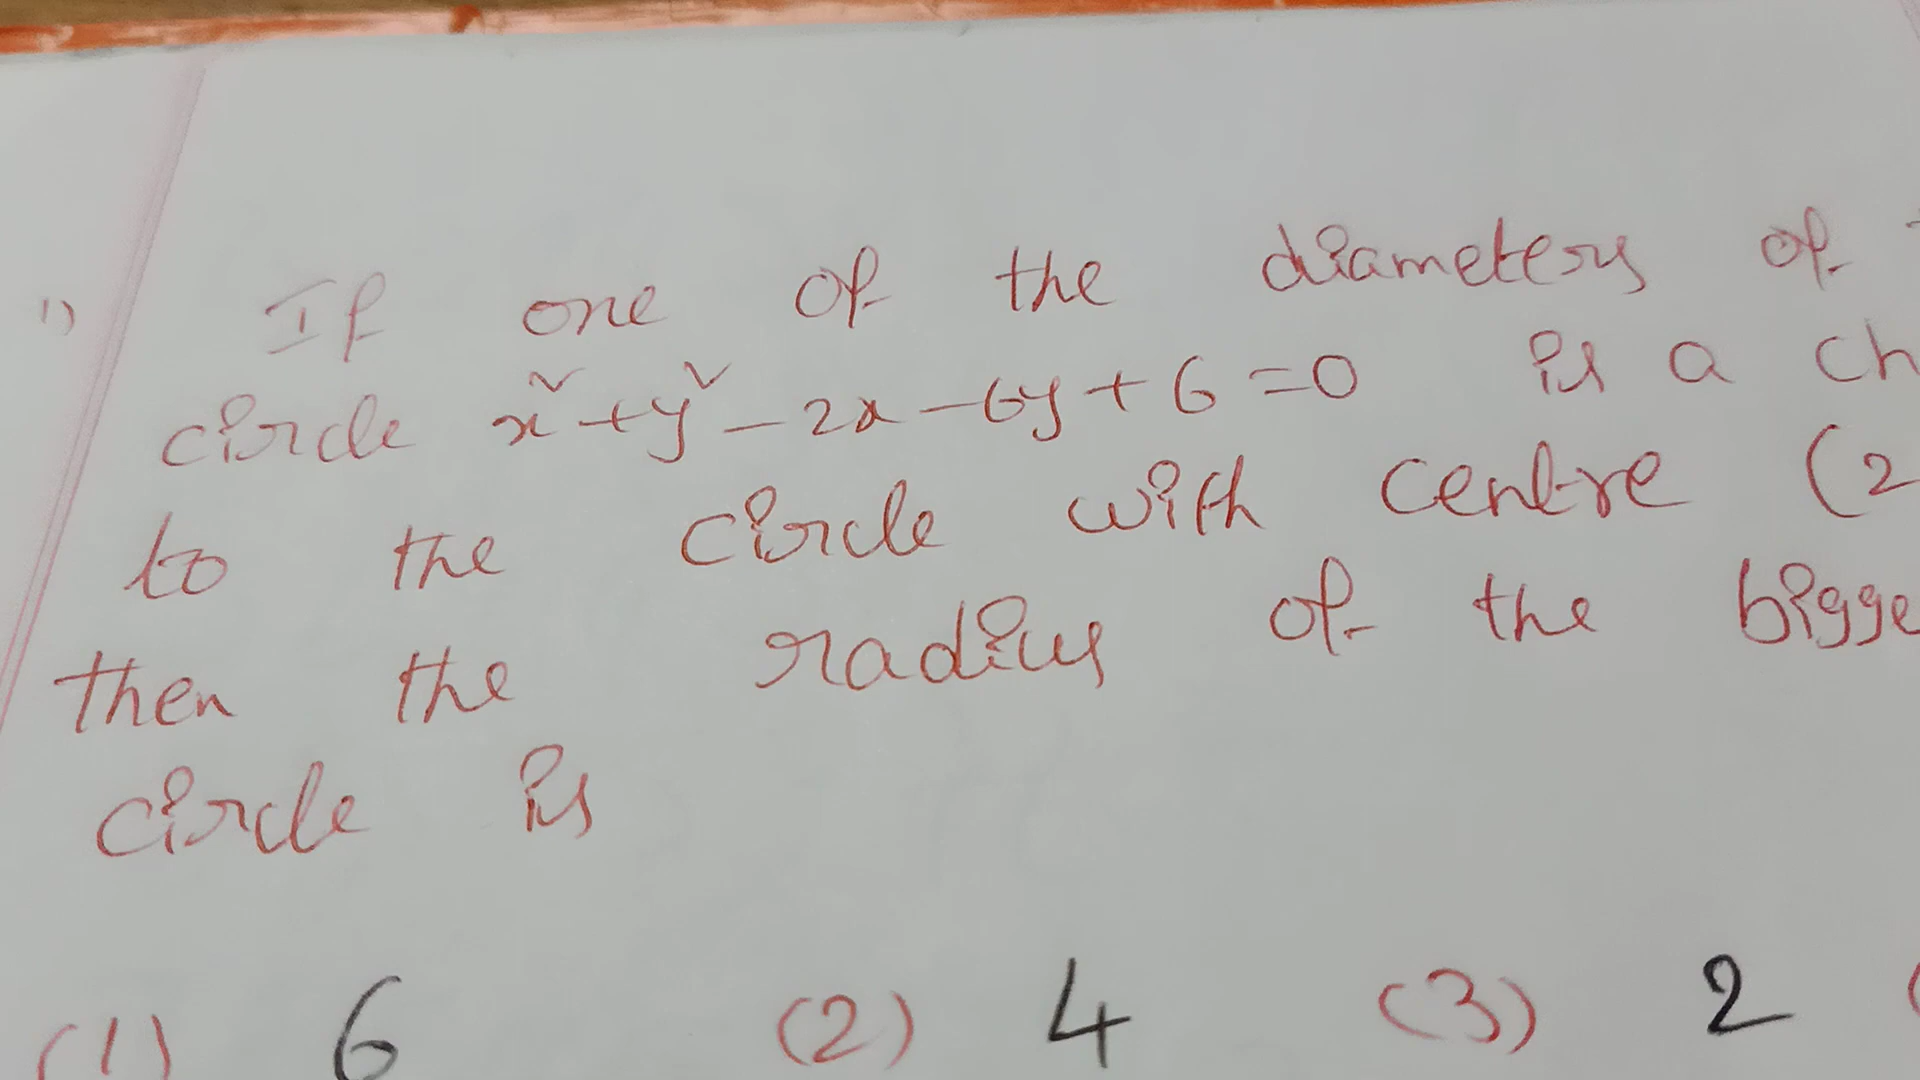 1) If one of the diameters of
circle x²+y²-2x-6y+6=0 is a ch
to the circle with centre (2
then the radius of the bigge
circle is
(1) 6 (2) 4 (3) 2 (